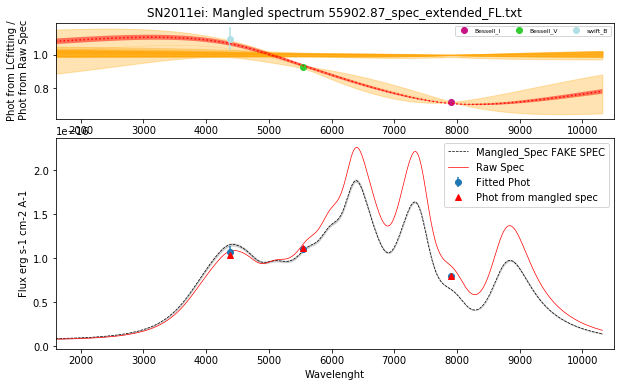 SN2011ei: Mangled spectrum 55902.87_spec_extended_FL.txt
Phot from LCfitting /
Phot from Raw Spec
1.0
0.8
Bessell_I
Bessell_V
swift_B
2000 3000 4000 5000 6000 7000 8000 9000 10000
Flux erg s-1 cm-2 A-1
2.0
1.5
1.0
0.5
0.0
Mangled_Spec FAKE SPEC
Raw Spec
Fitted Phot
Phot from mangled spec
2000 3000 4000 5000 6000 7000 8000 9000 10000
Wavelenght